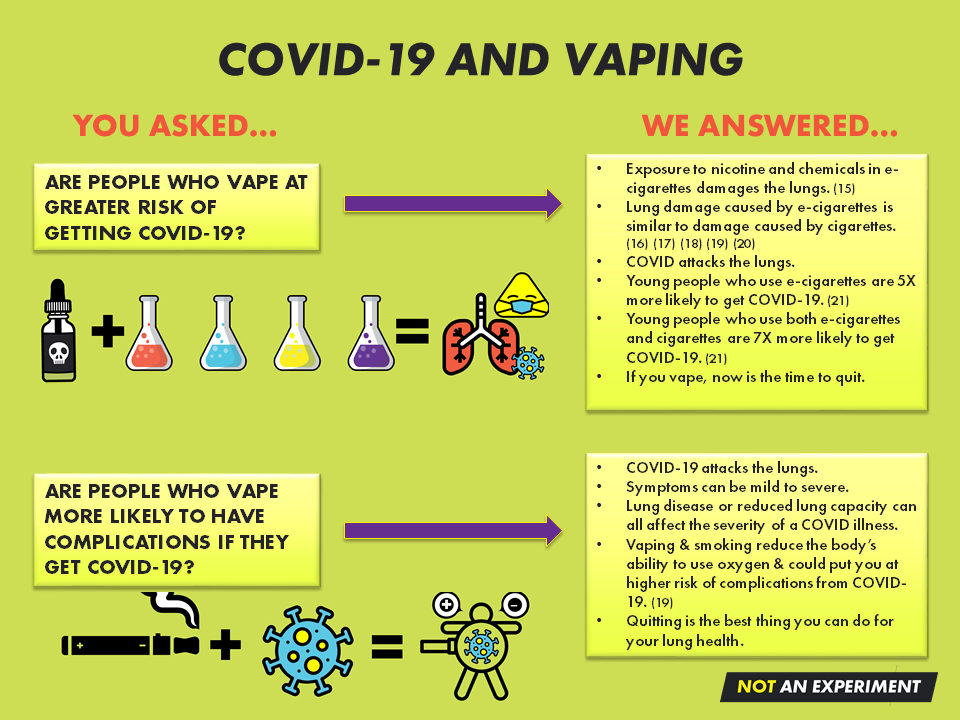 COVID-19 AND VAPING
YOU ASKED...
WE ANSWERED...
ARE PEOPLE WHO VAPE AT
GREATER RISK OF
GETTING COVID-19?
• Exposure to nicotine and chemicals in e-
cigarettes damages the lungs. (15)
• Lung damage caused by e-cigarettes is
similar to damage caused by cigarettes.
(16) (17) (18) (19) (20)
• COVID attacks the lungs.
• Young people who use e-cigarettes are 5X
more likely to get COVID-19. (21)
• Young people who use both e-cigarettes
and cigarettes are 7X more likely to get
COVID-19. (21)
• If you vape, now is the time to quit.
ARE PEOPLE WHO VAPE
MORE LIKELY TO HAVE
COMPLICATIONS IF THEY
GET COVID-19?
• COVID-19 attacks the lungs.
• Symptoms can be mild to severe.
• Lung disease or reduced lung capacity can
all affect the severity of a COVID illness.
• Vaping & smoking reduce the body's
ability to use oxygen & could put you at
higher risk of complications from COVID-
19. (19)
• Quitting is the best thing you can do for
your lung health.
NOT AN EXPERIMENT